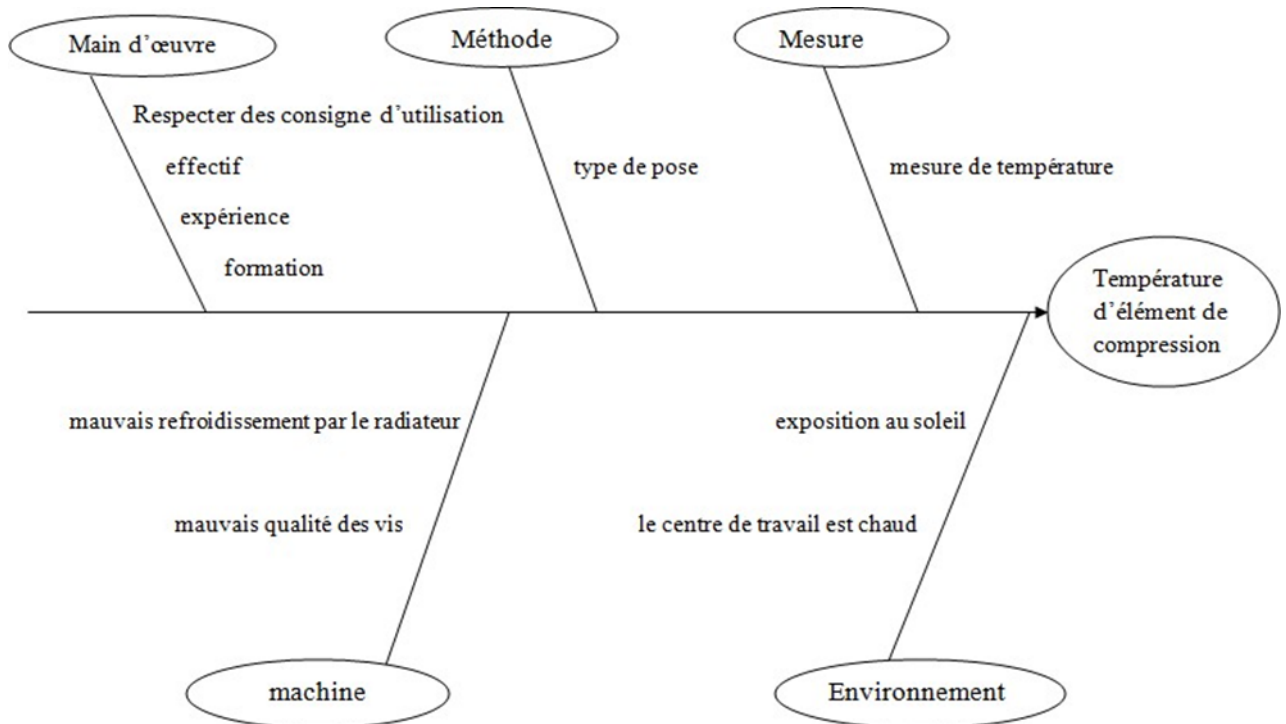 Main d'œuvre
Méthode
Mesure
Respecter des consigne d'utilisation
effectif
expérience
formation
type de pose
mesure de température
Température
d'élément de
compression
mauvais refroidissement par le radiateur
mauvais qualité des vis
exposition au soleil
le centre de travail est chaud
machine
Environnement